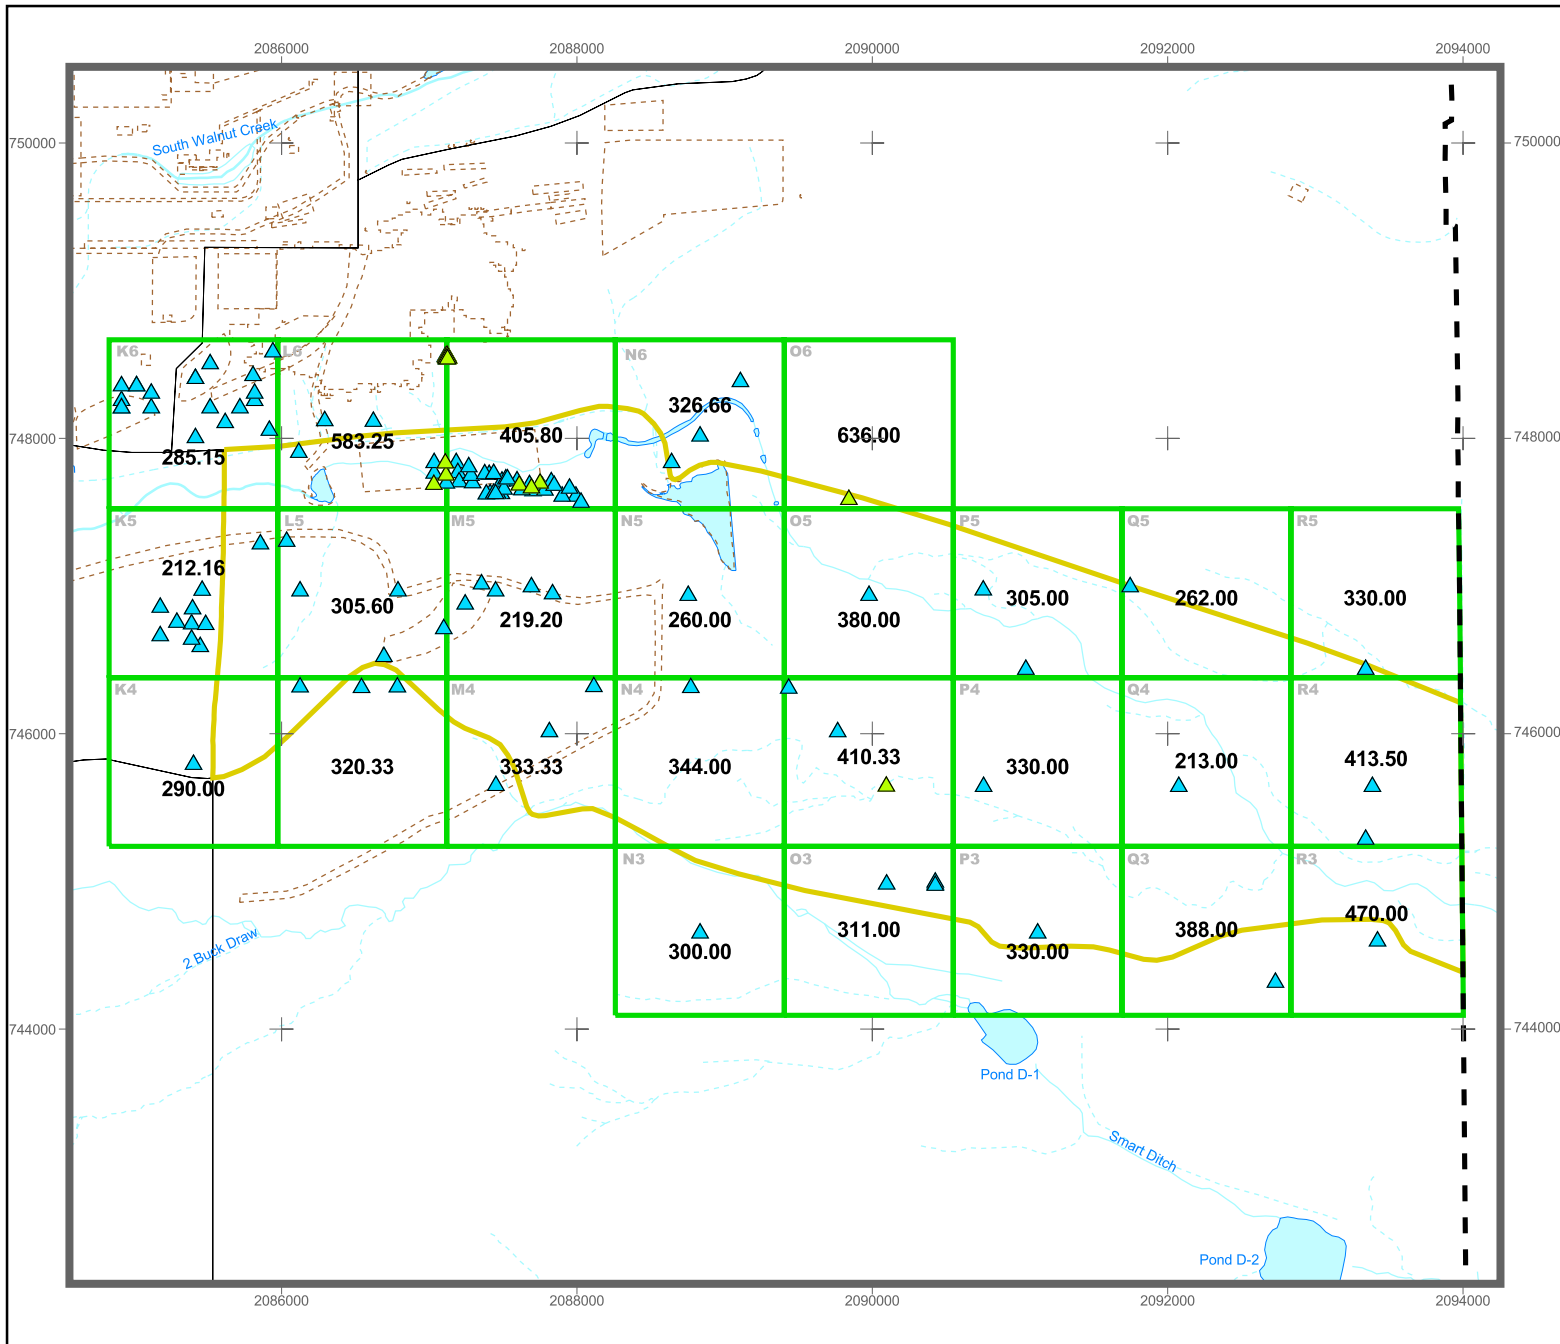 2086000
2088000
2090000
2092000
2094000
South Walnut Creek
750000
750000
K6
L6
N6
O6
326.66
748000
583.25
405.80
636.00
748000
285.15
K5
L5
M5
N5
O5
P5
Q5
R5
212.16
305.60
219.20
260.00
380.00
305.00
262.00
330.00
K4
M4
N4
P4
Q4
R4
746000
746000
290.00
320.33
333.33
344.00
410.33
330.00
213.00
413.50
N3
O3
P3
Q3
R3
2 Buck Draw
300.00
311.00
330.00
388.00
470.00
744000
744000
Pond D-1
Smart Ditch
Pond D-2
2086000
2088000
2090000
2092000
2094000